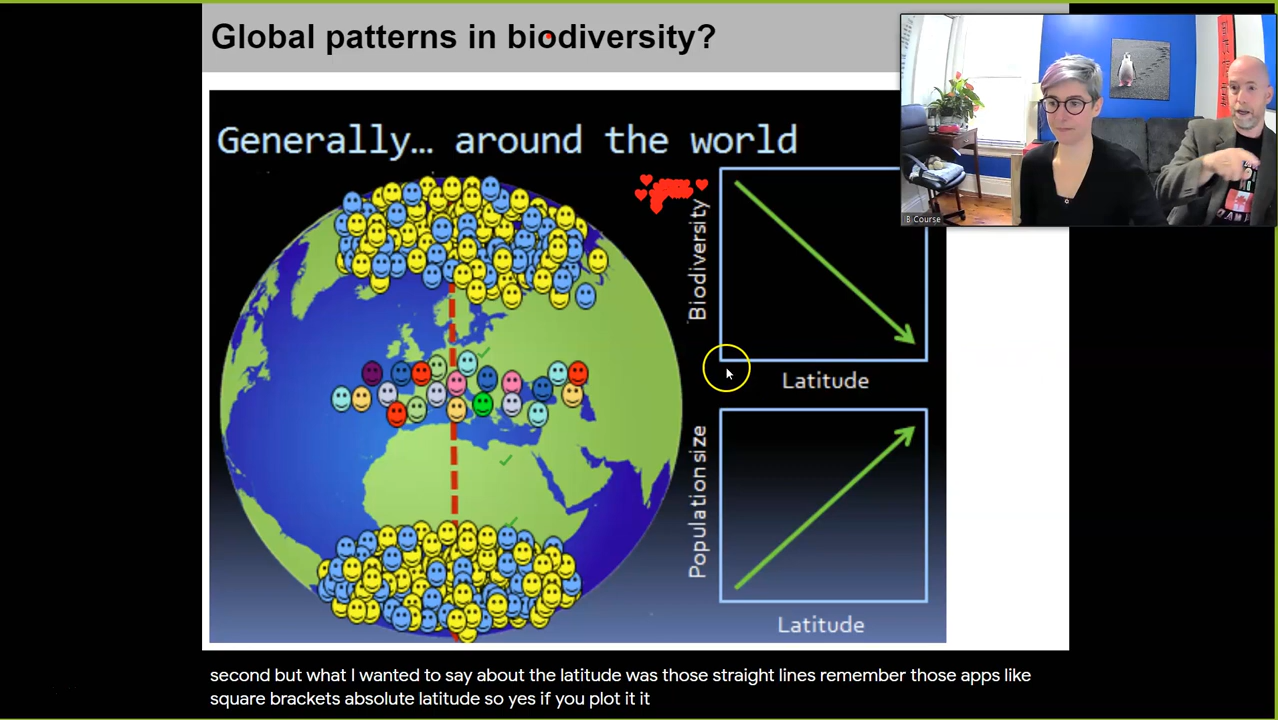 Global patterns in biodiversity?
Generally... around the world
Biodiversity
Latitude
Population size
Latitude
B Course
second but what I wanted to say about the latitude was those straight lines remember those apps like
square brackets absolute latitude so yes if you plot it it